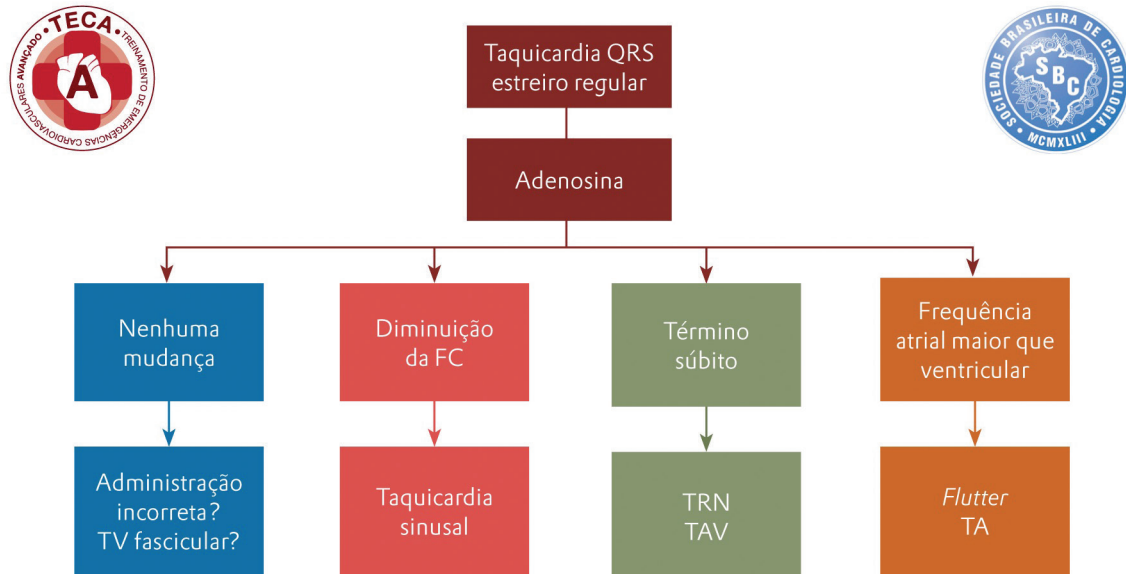 TECA
TREINAMENTO DE EMERGÊNCIAS CARDIOVASCULARES AVANÇADO
A
SOCIEDADE BRASILEIRA DE CARDIOLOGIA
SBC
MCMXLIII
Taquicardia QRS
estreiro regular
Adenosina
Nenhuma
mudança
Diminuição
da FC
Término
súbito
Frequência
atrial maior que
ventricular
Administração
incorreta?
TV fascicular?
Taquicardia
sinusal
TRN
TAV
Flutter
TA